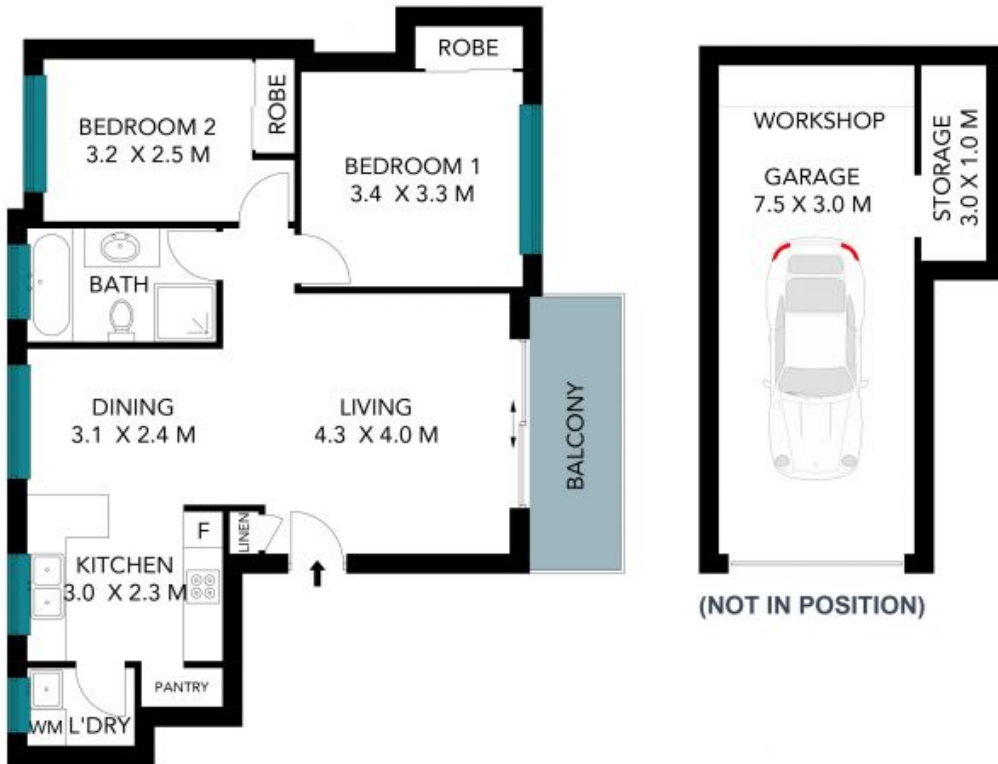 ROBE
BEDROOM 2
3.2 X 2.5 M
ROBE
BEDROOM 1
3.4 X 3.3 M
BATH
DINING
3.1 X 2.4 M
LIVING
4.3 X 4.0 M
BALCONY
F
LINEN
KITCHEN
3.0 X 2.3 M
PANTRY
WM
L'DRY
WORKSHOP
GARAGE
7.5 X 3.0 M
STORAGE
3.0 X 1.0 M
(NOT IN POSITION)